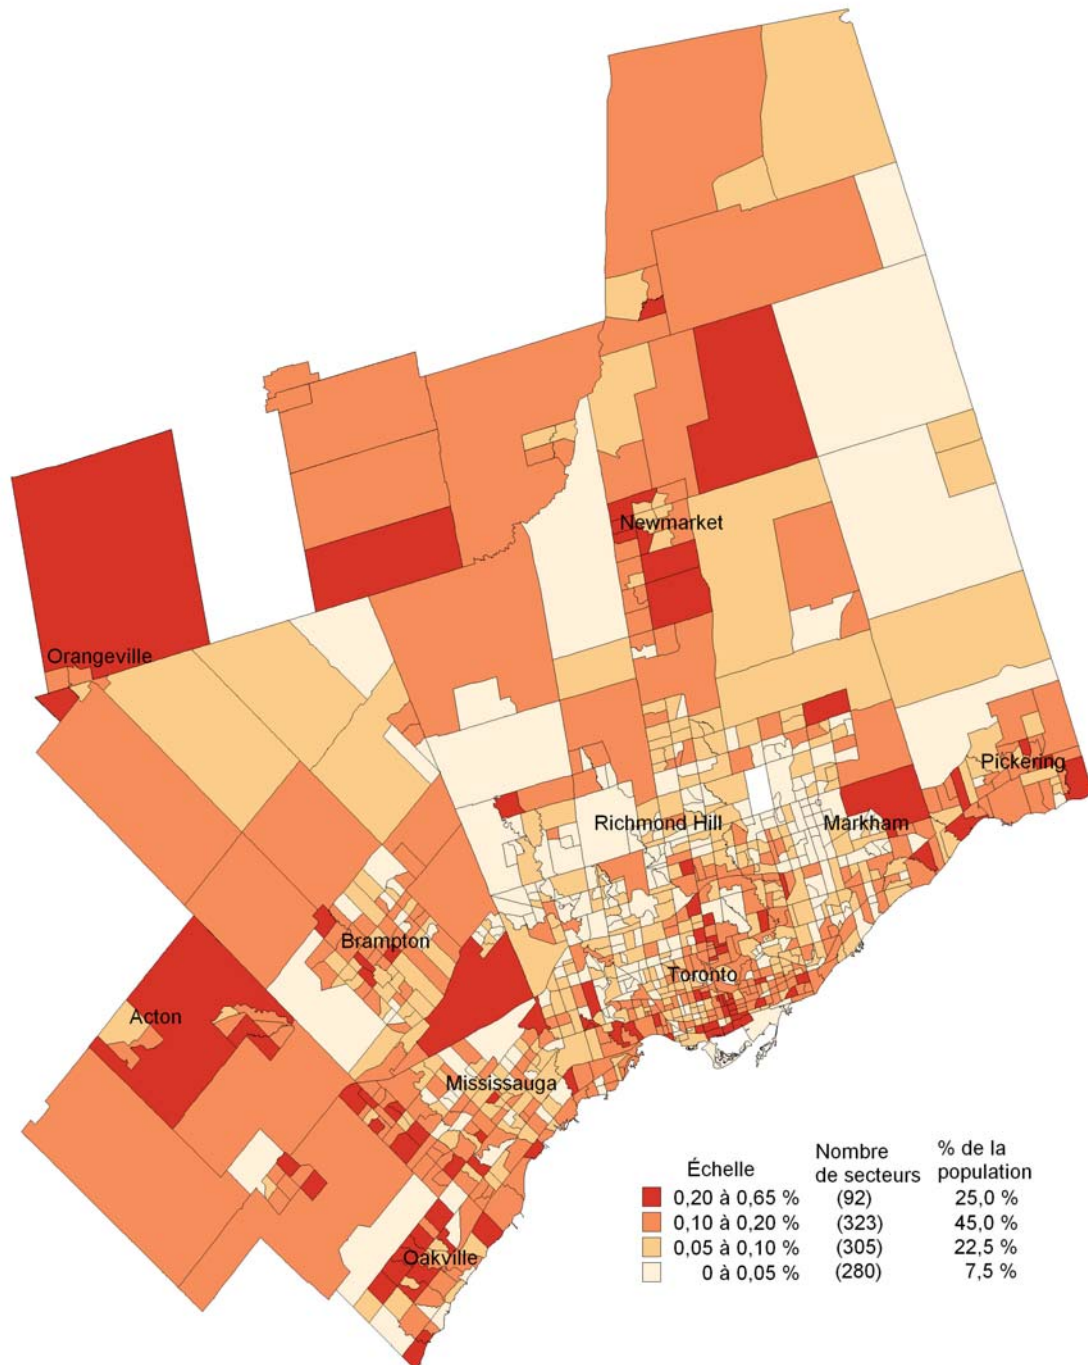 Newmarket
Orangeville
Pickering
Richmond Hill
Markham
Brampton
Toronto
Acton
Mississauga
Oakville
Échelle Nombre de secteurs % de la population
0,20 à 0,65 % (92) 25,0 %
0,10 à 0,20 % (323) 45,0 %
0,05 à 0,10 % (305) 22,5 %
0 à 0,05 % (280) 7,5 %